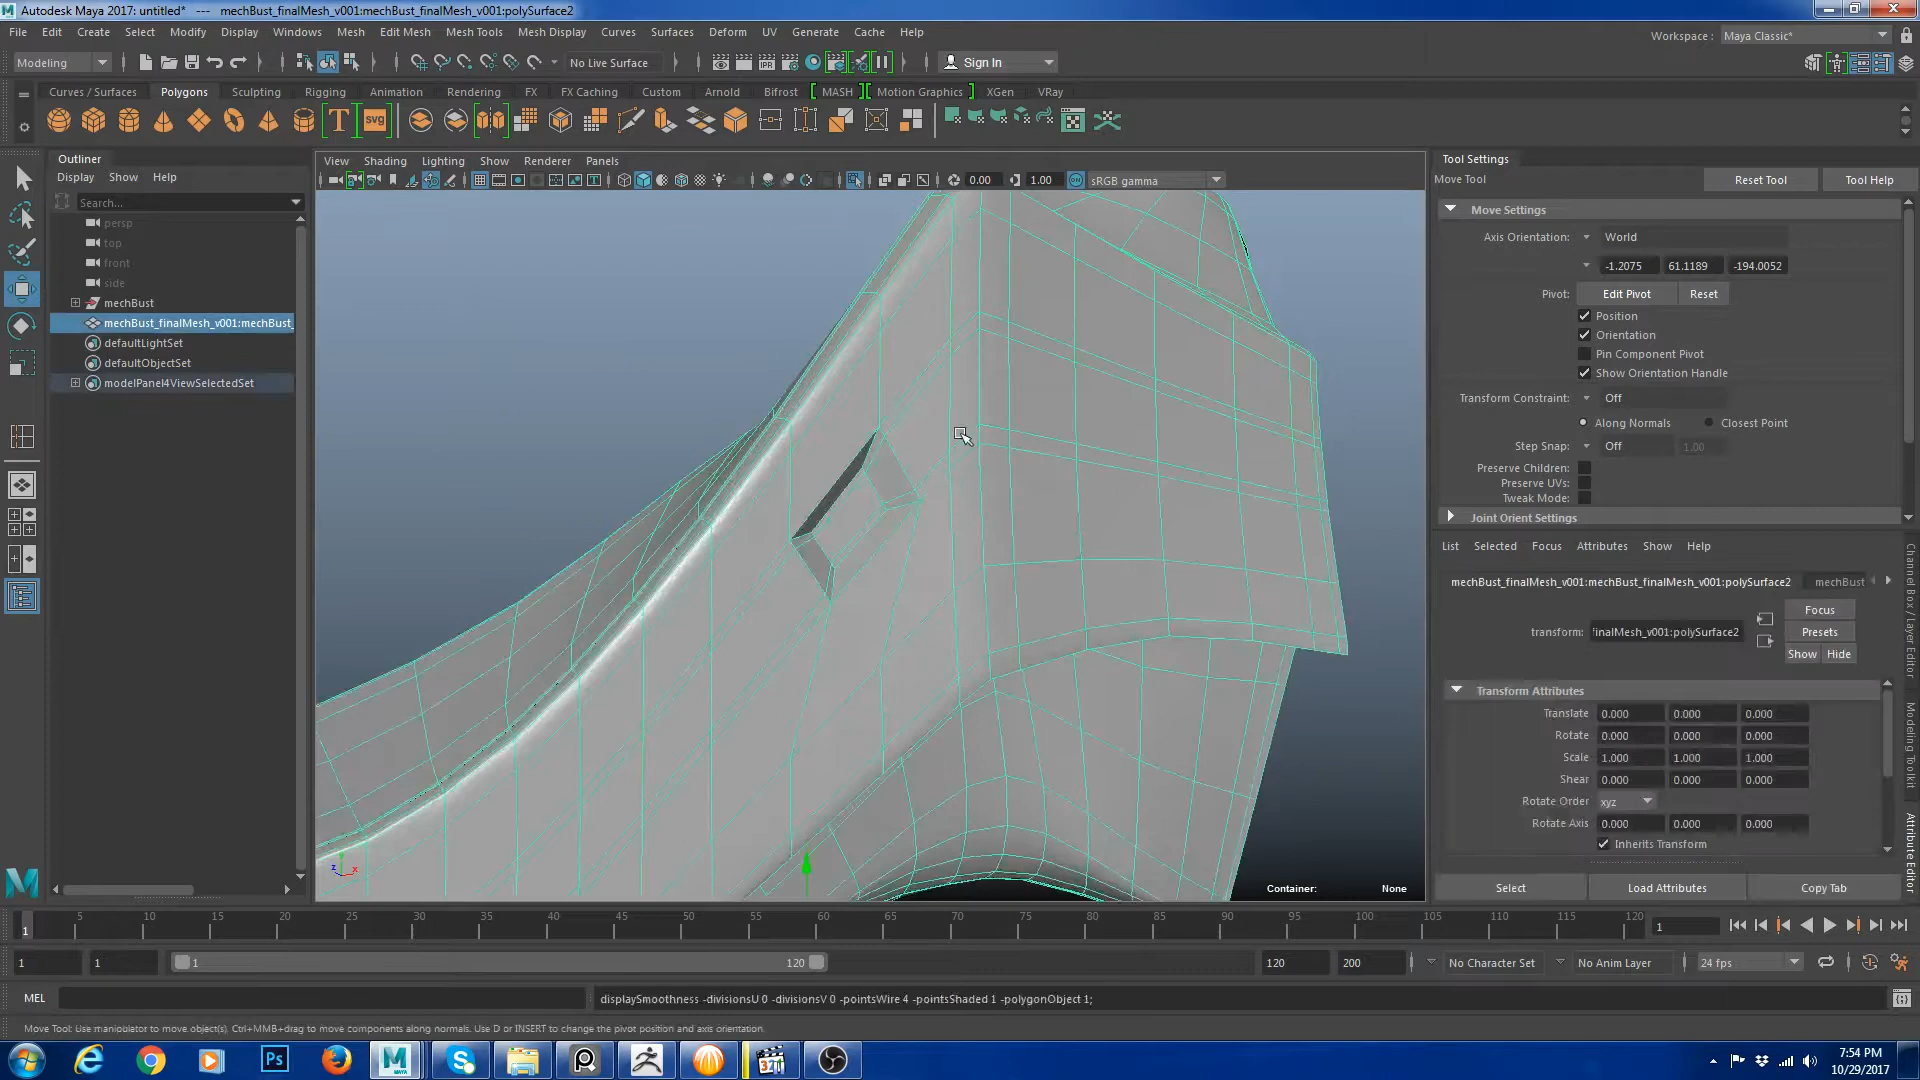 Autodesk Maya 2017: untitled*   ---   mechBust_finalMesh_v001:mechBust_finalMesh_v001:polySurface2
File Edit Create Select Modify Display Windows Mesh Edit Mesh Mesh Tools Mesh Display Curves Surfaces Deform UV Generate Cache Help
Workspace : Maya Classic*
Modeling No Live Surface Sign In
Curves / Surfaces Polygons Sculpting Rigging Animation Rendering FX FX Caching Custom Arnold Bifrost MASH Motion Graphics XGen VRay
T svg
Outliner
Display Show Help
Search...
persp
top
front
side
mechBust
mechBust_finalMesh_v001:mechBust_
defaultLightSet
defaultObjectSet
modelPanel4ViewSelectedSet
View Shading Lighting Show Renderer Panels
0.00 1.00 sRGB gamma
Container: None
Tool Settings
Move Tool Reset Tool Tool Help
Move Settings
Axis Orientation: World
-1.2075 61.1189 -194.0052
Pivot: Edit Pivot Reset
Position
Orientation
Pin Component Pivot
Show Orientation Handle
Transform Constraint: Off
Along Normals Closest Point
Step Snap: Off 1.00
Preserve Children:
Preserve UVs:
Tweak Mode:
Joint Orient Settings
List Selected Focus Attributes Show Help
mechBust_finalMesh_v001:mechBust_finalMesh_v001:polySurface2 mechBust
Focus
transform: finalMesh_v001:polySurface2 Presets
Show Hide
Transform Attributes
Translate 0.000 0.000 0.000
Rotate 0.000 0.000 0.000
Scale 1.000 1.000 1.000
Shear 0.000 0.000 0.000
Rotate Order xyz
Rotate Axis 0.000 0.000 0.000
Inherits Transform
Select Load Attributes Copy Tab
Channel Box / Layer Editor
Modeling Toolkit
Attribute Editor
1 5 10 15 20 25 30 35 40 45 50 55 60 65 70 75 80 85 90 95 100 105 110 115 120 1
1 1 1 120 120 200 No Character Set No Anim Layer 24 fps
MEL displaySmoothness -divisionsU 0 -divisionsV 0 -pointsWire 4 -pointsShaded 1 -polygonObject 1;
Move Tool: Use manipulator to move object(s). Ctrl+MMB+drag to move components along normals. Use D or INSERT to change the pivot position and axis orientation.
7:54 PM
10/29/2017